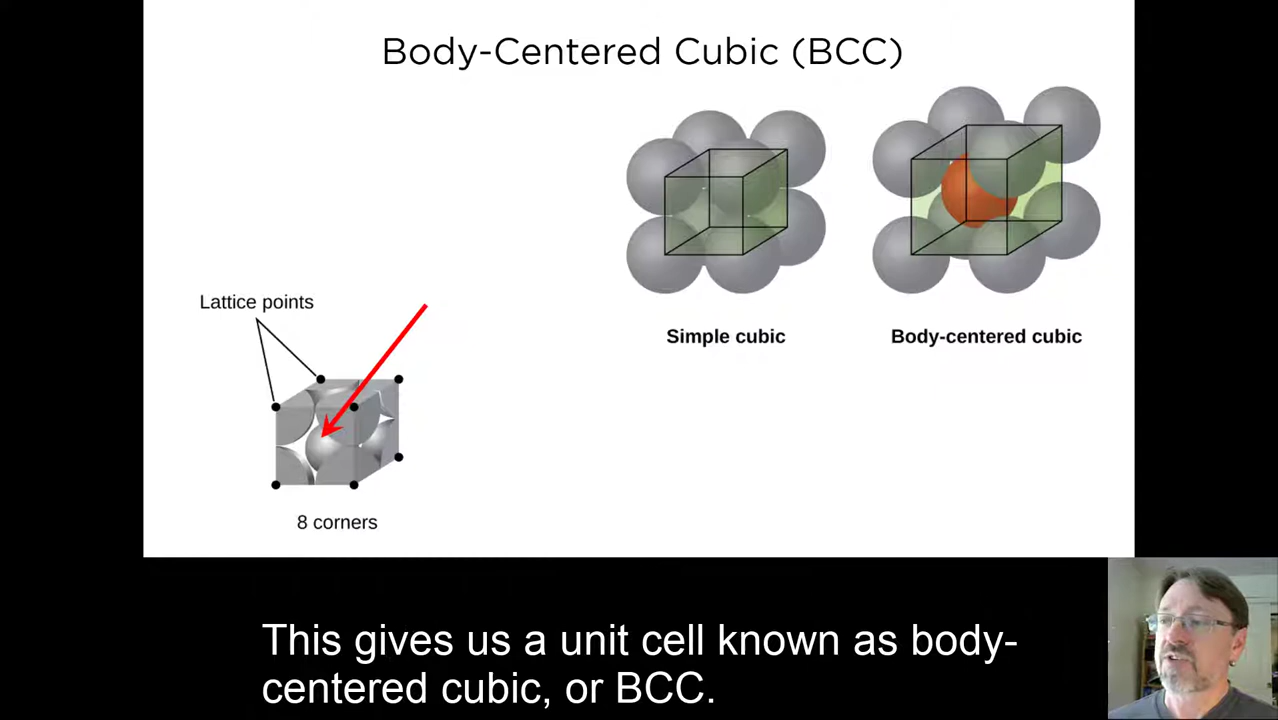 Body-Centered Cubic (BCC)
Simple cubic
Body-centered cubic
Lattice points
8 corners
This gives us a unit cell known as body-
centered cubic, or BCC.